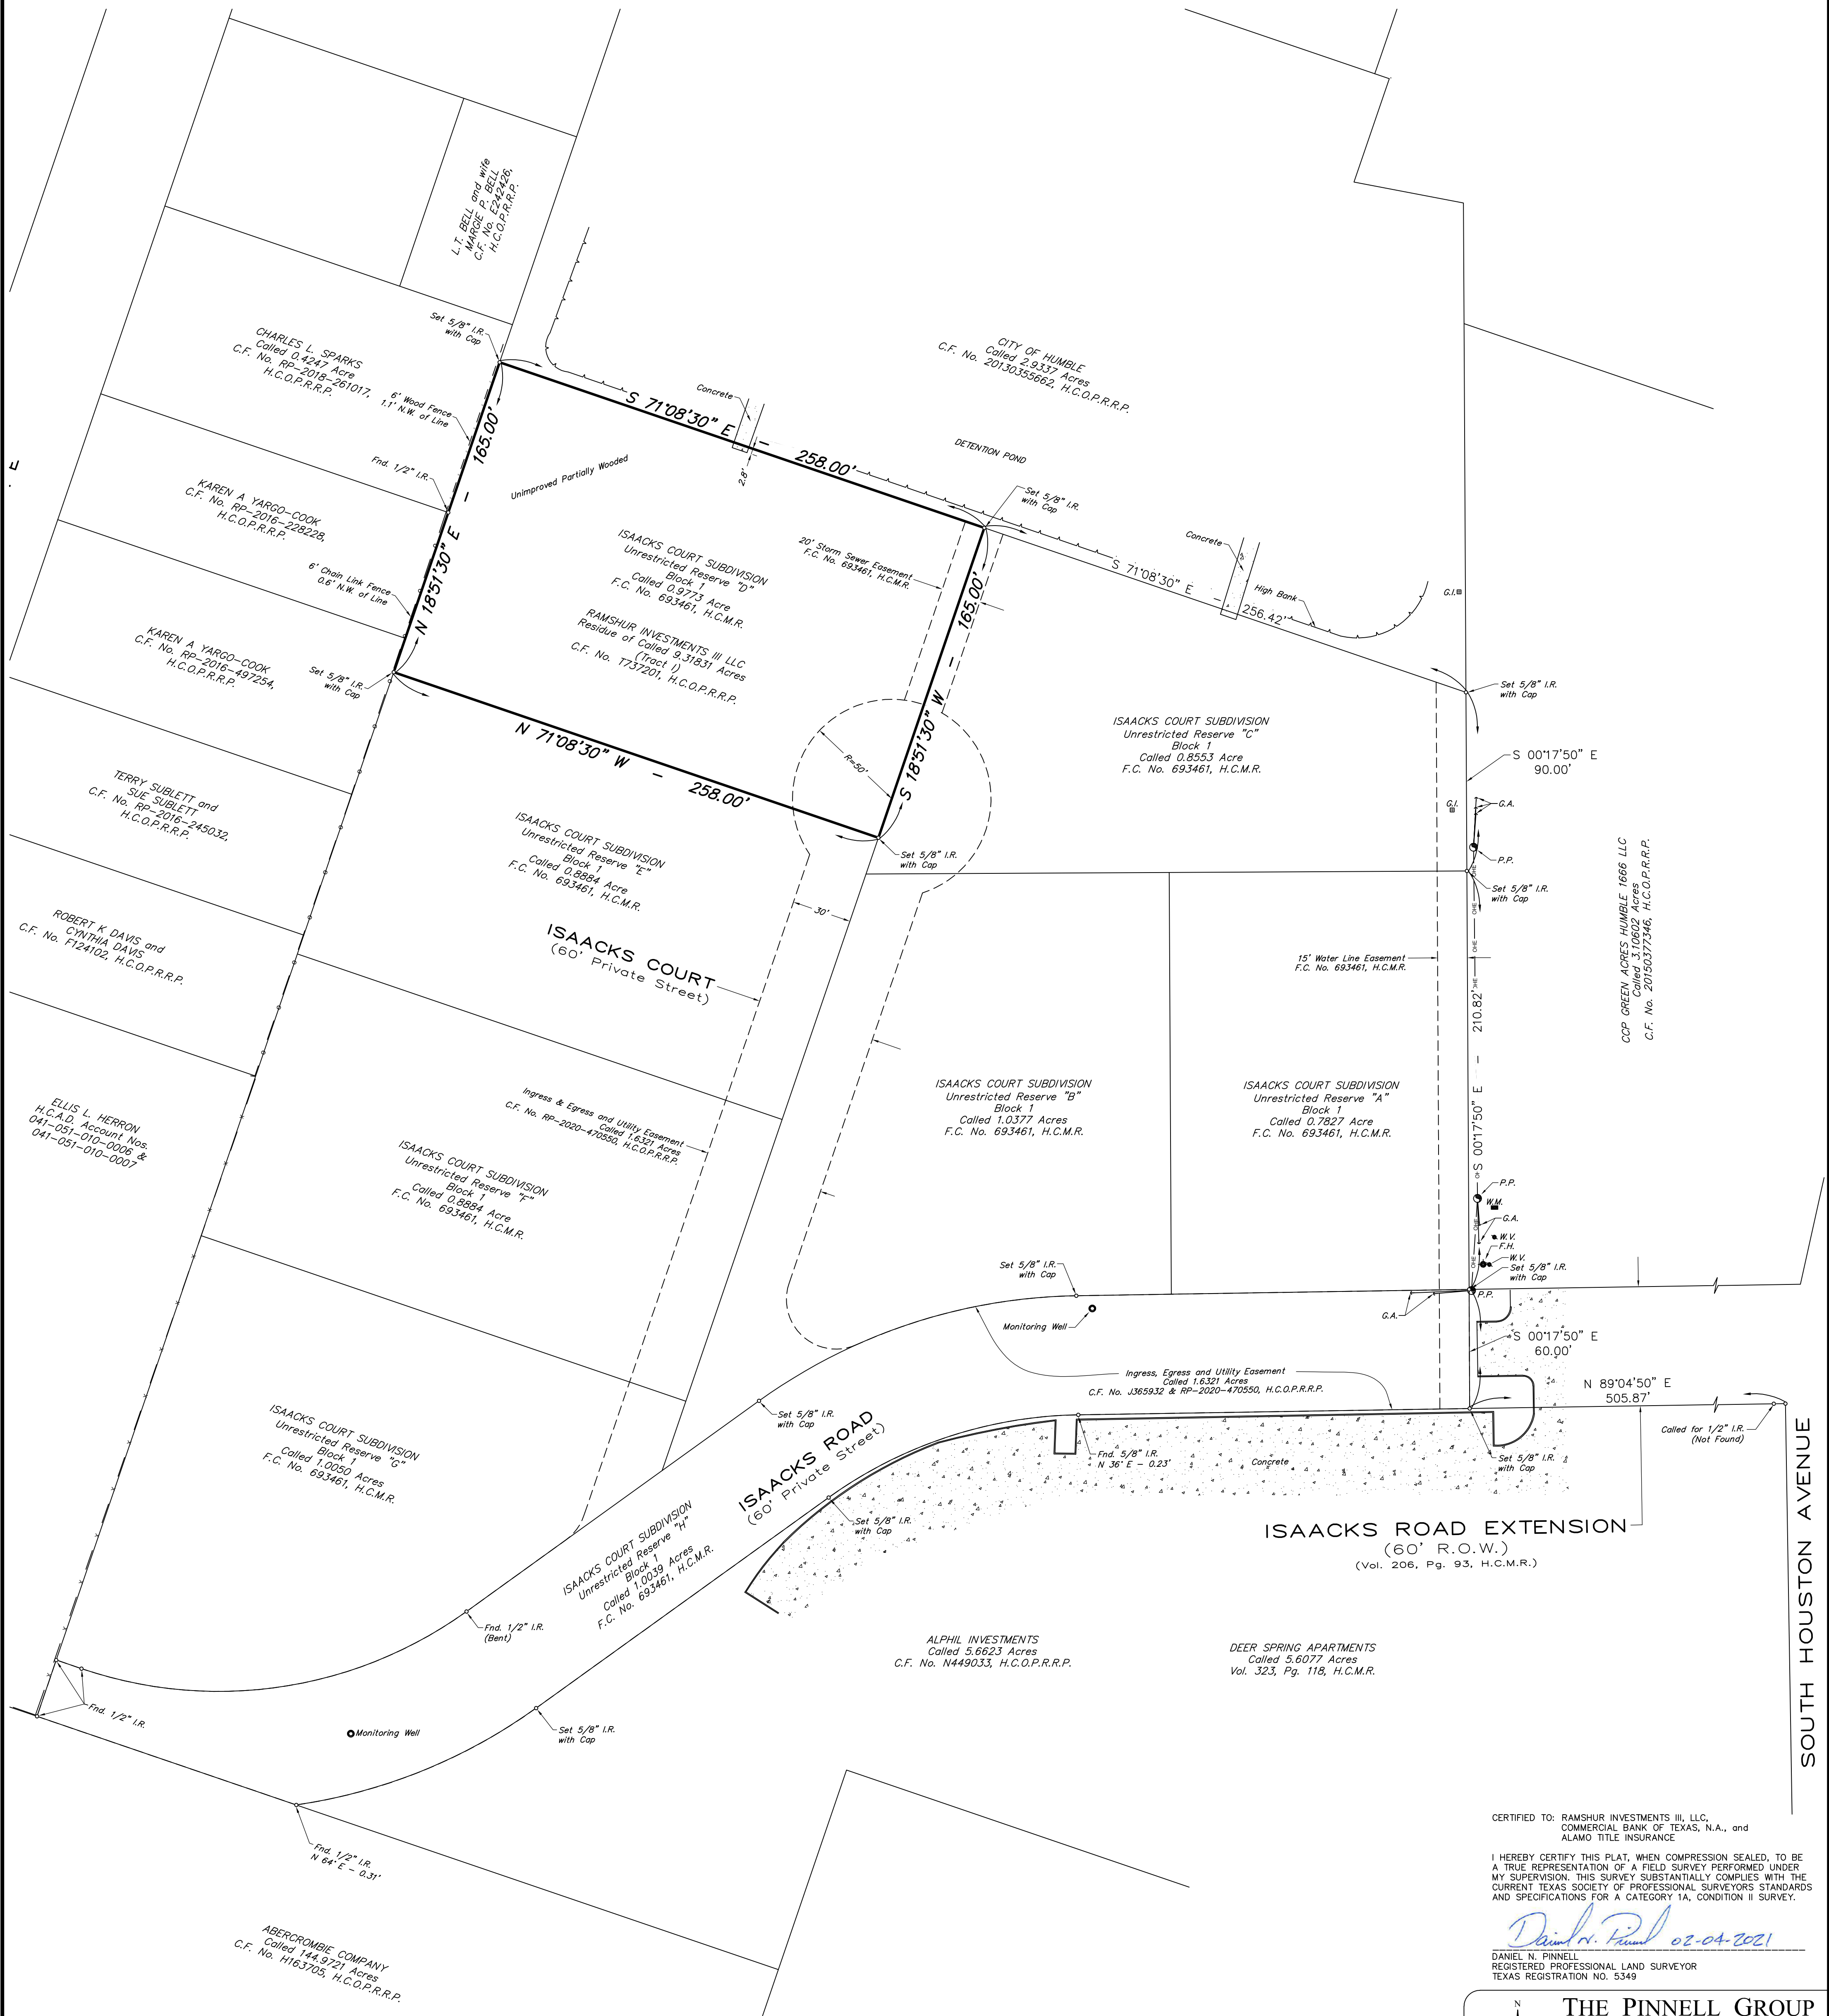 L.T. BELL and wife
MARGIE P. BELL
C.F. No. E242426,
H.C.O.P.R.R.P.
Set 5/8" I.R.
with Cap
CHARLES L. SPARKS
Called 0.4247 Acre
C.F. No. RP-2018-261017,
H.C.O.P.R.R.P.
6' Wood Fence
1.1' N.W. of Line
CITY OF HUMBLE
Called 2.9337 Acres
C.F. No. 20130355662, H.C.O.P.R.R.P.
Concrete
S 71°08'30" E - 258.00'
DETENTION POND
2.8'
Fnd. 1/2" I.R.
N 18°51'30" E - 165.00'
Unimproved Partially Wooded
E
KAREN A YARGO-COOK
C.F. No. RP-2016-228228,
H.C.O.P.R.R.P.
Set 5/8" I.R.
with Cap
ISAACKS COURT SUBDIVISION
Unrestricted Reserve "D"
Block 1
Called 0.9773 Acre
F.C. No. 693461, H.C.M.R.
20' Storm Sewer Easement
F.C. No. 693461, H.C.M.R.
Concrete
S 71°08'30" E - 256.42'
High Bank
G.I.
6' Chain Link Fence
0.6' N.W. of Line
RAMSHUR INVESTMENTS III LLC
Residue of Called 9.31831 Acres
(Tract I)
C.F. No. T737201, H.C.O.P.R.R.P.
S 18°51'30" W - 165.00'
KAREN A YARGO-COOK
C.F. No. RP-2016-497254,
H.C.O.P.R.R.P.
Set 5/8" I.R.
with Cap
Set 5/8" I.R.
with Cap
N 71°08'30" W - 258.00'
R=50'
ISAACKS COURT SUBDIVISION
Unrestricted Reserve "C"
Block 1
Called 0.8553 Acre
F.C. No. 693461, H.C.M.R.
S 00°17'50" E
90.00'
TERRY SUBLETT and
SUE SUBLETT
C.F. No. RP-2016-245032,
H.C.O.P.R.R.P.
G.I.
G.A.
P.P.
ISAACKS COURT SUBDIVISION
Unrestricted Reserve "E"
Block 1
Called 0.8884 Acre
F.C. No. 693461, H.C.M.R.
Set 5/8" I.R.
with Cap
Set 5/8" I.R.
with Cap
CCP GREEN ACRES HUMBLE 1666 LLC
Called 3.10602 Acres
C.F. No. 20150377346, H.C.O.P.R.R.P.
30'
ROBERT K DAVIS and
CYNTHIA DAVIS
C.F. No. F124102, H.C.O.P.R.R.P.
ISAACKS COURT
(60' Private Street)
15' Water Line Easement
F.C. No. 693461, H.C.M.R.
OHE
OHE
OHE
OHE
S 00°17'50" E - 210.82'
ISAACKS COURT SUBDIVISION
Unrestricted Reserve "B"
Block 1
Called 1.0377 Acres
F.C. No. 693461, H.C.M.R.
ISAACKS COURT SUBDIVISION
Unrestricted Reserve "A"
Block 1
Called 0.7827 Acre
F.C. No. 693461, H.C.M.R.
ELLIS L. HERRON
H.C.A.D. Account Nos.
041-051-010-0006 &
041-051-010-0007
Ingress & Egress and Utility Easement
Called 1.6321 Acres
C.F. No. RP-2020-470550, H.C.O.P.R.R.P.
ISAACKS COURT SUBDIVISION
Unrestricted Reserve "F"
Block 1
Called 0.8884 Acre
F.C. No. 693461, H.C.M.R.
P.P.
W.M.
G.A.
OHE
W.V.
F.H.
W.V.
OHE
Set 5/8" I.R.
with Cap
Set 5/8" I.R.
with Cap
P.P.
G.A.
Monitoring Well
S 00°17'50" E
60.00'
Ingress, Egress and Utility Easement
Called 1.6321 Acres
C.F. No. J365932 & RP-2020-470550, H.C.O.P.R.R.P.
N 89°04'50" E
505.87'
Called for 1/2" I.R.
(Not Found)
Set 5/8" I.R.
with Cap
ISAACKS ROAD
(60' Private Street)
Fnd. 5/8" I.R.
N 36° E - 0.23'
Concrete
Set 5/8" I.R.
with Cap
ISAACKS COURT SUBDIVISION
Unrestricted Reserve "G"
Block 1
Called 1.0050 Acres
F.C. No. 693461, H.C.M.R.
Set 5/8" I.R.
with Cap
ISAACKS COURT SUBDIVISION
Unrestricted Reserve "H"
Block 1
Called 1.0039 Acres
F.C. No. 693461, H.C.M.R.
ISAACKS ROAD EXTENSION
(60' R.O.W.)
(Vol. 206, Pg. 93, H.C.M.R.)
SOUTH HOUSTON AVENUE
Fnd. 1/2" I.R.
(Bent)
ALPHIL INVESTMENTS
Called 5.6623 Acres
C.F. No. N449033, H.C.O.P.R.R.P.
DEER SPRING APARTMENTS
Called 5.6077 Acres
Vol. 323, Pg. 118, H.C.M.R.
Fnd. 1/2" I.R.
Monitoring Well
Set 5/8" I.R.
with Cap
Fnd. 1/2" I.R.
N 64° E - 0.31'
ABERCROMBIE COMPANY
Called 144.9721 Acres
C.F. No. H163705, H.C.O.P.R.R.P.
CERTIFIED TO: RAMSHUR INVESTMENTS III, LLC,
COMMERCIAL BANK OF TEXAS, N.A., and
ALAMO TITLE INSURANCE
I HEREBY CERTIFY THIS PLAT, WHEN COMPRESSION SEALED, TO BE
A TRUE REPRESENTATION OF A FIELD SURVEY PERFORMED UNDER
MY SUPERVISION. THIS SURVEY SUBSTANTIALLY COMPLIES WITH THE
CURRENT TEXAS SOCIETY OF PROFESSIONAL SURVEYORS STANDARDS
AND SPECIFICATIONS FOR A CATEGORY 1A, CONDITION II SURVEY.
Daniel N. Pinnell 02-04-2021
DANIEL N. PINNELL
REGISTERED PROFESSIONAL LAND SURVEYOR
TEXAS REGISTRATION NO. 5349
N
THE PINNELL GROUP